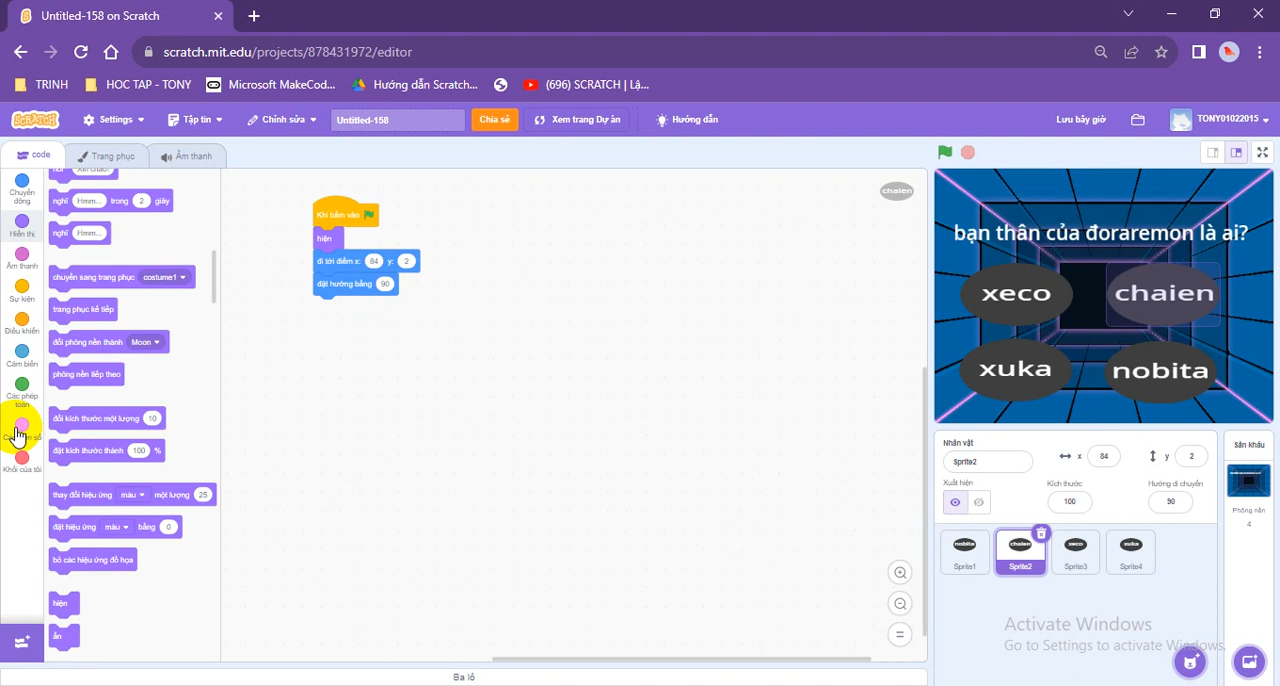 Untitled-158 on Scratch
scratch.mit.edu/projects/878431972/editor
TRINH
HOC TAP - TONY
Microsoft MakeCod...
Hướng dẫn Scratch...
(696) SCRATCH | Lậ...
SCRATCH
Settings
Tập tin
Chỉnh sửa
Untitled-158
Chia sẻ
Xem trang Dự án
Hướng dẫn
Lưu bây giờ
TONY01022015
code
Trang phục
Âm thanh
Chuyển động
Hiển thị
Âm thanh
Sự kiện
Điều khiển
Cảm biến
Các phép toán
Khối của tôi
nghĩ Hmm... trong 2 giây
nghĩ Hmm...
chuyển sang trang phục costume1
trang phục kế tiếp
đổi phông nền thành Moon
phông nền tiếp theo
đổi kích thước một lượng 10
đặt kích thước thành 100 %
thay đổi hiệu ứng màu một lượng 25
đặt hiệu ứng màu bằng 0
bỏ các hiệu ứng đồ họa
hiện
ẩn
Khi bấm vào
hiện
đi tới điểm x: 84 y: 2
đặt hướng bằng 90
chaien
bạn thân của đoraremon là ai?
xeco
chaien
xuka
nobita
Nhân vật
Sprite2
x 84
y 2
Xuất hiện
Kích thước
100
Hướng di chuyển
90
nobita
Sprite1
chaien
Sprite2
xeco
Sprite3
xuka
Sprite4
Sân khấu
Phông nền
4
Activate Windows
Go to Settings to activate Windows.
Ba lô